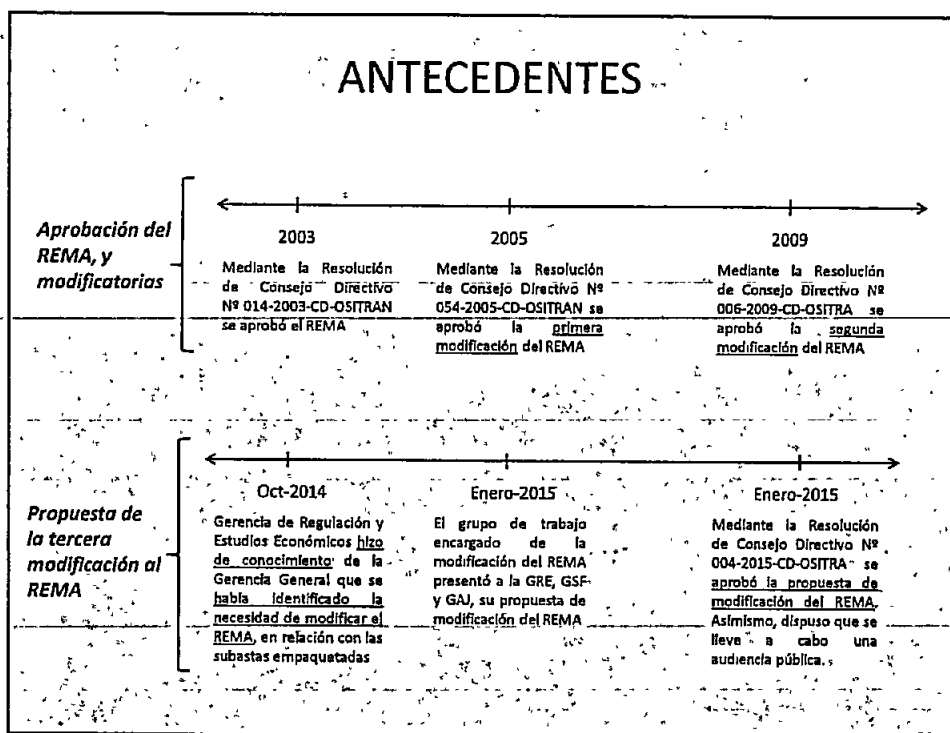 ANTECEDENTES
Aprobación del
REMA, y
modificatorias
2003
Mediante la Resolución
de Consejo Directivo
Nº 014-2003-CD-OSITRAN
se aprobó el REMA
2005
Mediante la Resolución
de Consejo Directivo Nº
054-2005-CD-OSITRAN se
aprobó la primera
modificación del REMA
2009
Mediante la Resolución
de Consejo Directivo Nº
006-2009-CD-OSITRA se
aprobó la segunda
modificación del REMA
Propuesta de
la tercera
modificación al
REMA
Oct-2014
Gerencia de Regulación y
Estudios Económicos hizo
de conocimiento de la
Gerencia General que se
había identificado la
necesidad de modificar el
REMA, en relación con las
subastas empaquetadas
Enero-2015
El grupo de trabajo
encargado de la
modificación del REMA
presentó a la GRE, GSF
y GAJ, su propuesta de
modificación del REMA
Enero-2015
Mediante la Resolución
de Consejo Directivo Nº
004-2015-CD-OSITRA se
aprobó la propuesta de
modificación del REMA.
Asimismo, dispuso que se
lleve a cabo una
audiencia pública.